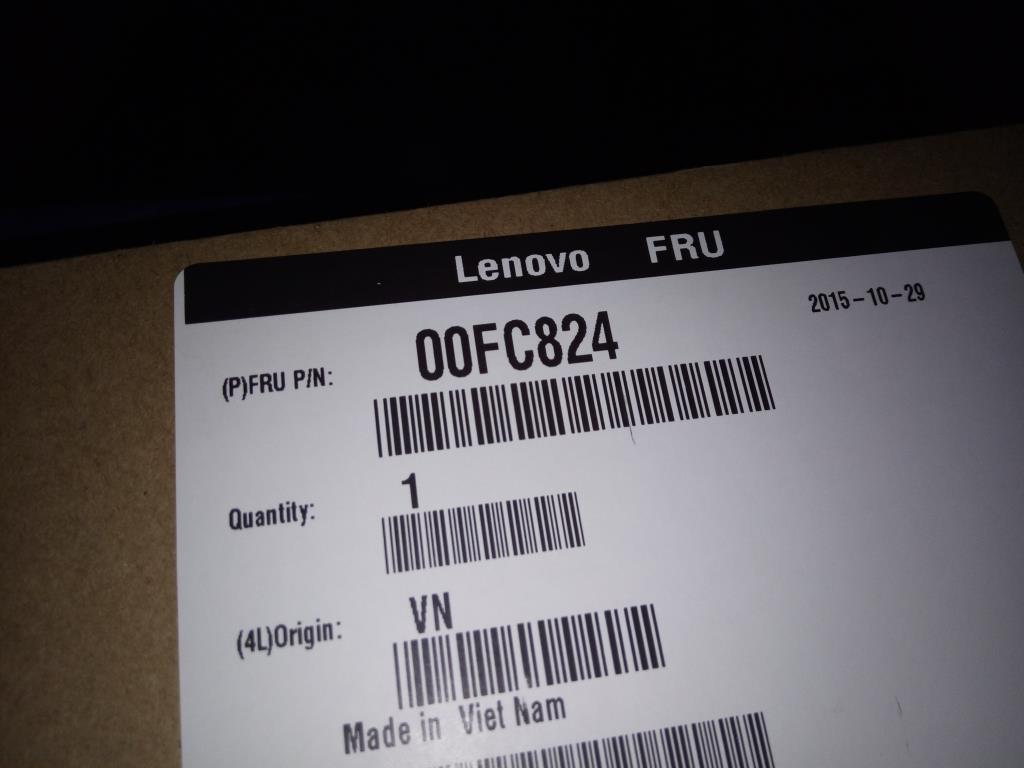 Lenovo FRU
2015-10-29
(P)FRU P/N: 00FC824
Quantity: 1
(4L)Origin: VN
Made in Viet Nam